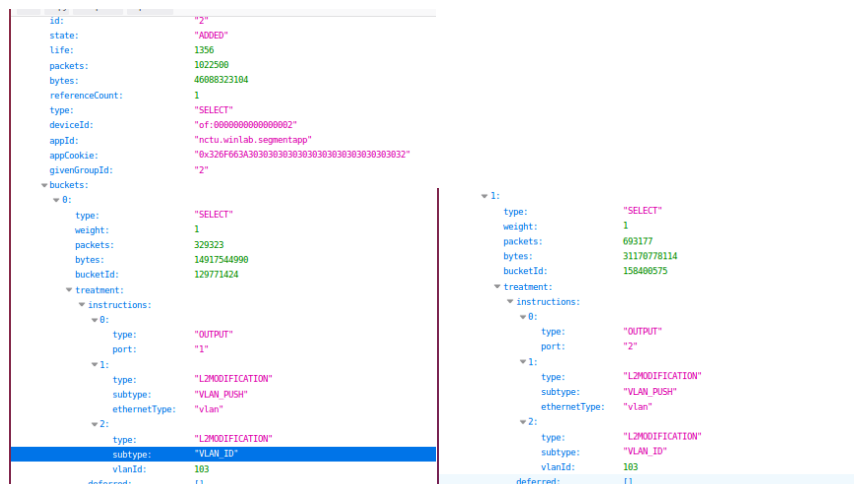 id: "2"
state: "ADDED"
life: 1356
packets: 1022500
bytes: 46088323104
referenceCount: 1
type: "SELECT"
deviceId: "of:0000000000000002"
appId: "nctu.winlab.segmentapp"
appCookie: "0x326F663A30303030303030303030303030303032"
givenGroupId: "2"
buckets:
0:
type: "SELECT"
weight: 1
packets: 329323
bytes: 14917544990
bucketId: 129771424
treatment:
instructions:
0:
type: "OUTPUT"
port: "1"
1:
type: "L2MODIFICATION"
subtype: "VLAN_PUSH"
ethernetType: "vlan"
2:
type: "L2MODIFICATION"
subtype: "VLAN_ID"
vlanId: 103
deferred: []
1:
type: "SELECT"
weight: 1
packets: 693177
bytes: 31170778114
bucketId: 158400575
treatment:
instructions:
0:
type: "OUTPUT"
port: "2"
1:
type: "L2MODIFICATION"
subtype: "VLAN_PUSH"
ethernetType: "vlan"
2:
type: "L2MODIFICATION"
subtype: "VLAN_ID"
vlanId: 103
deferred: []